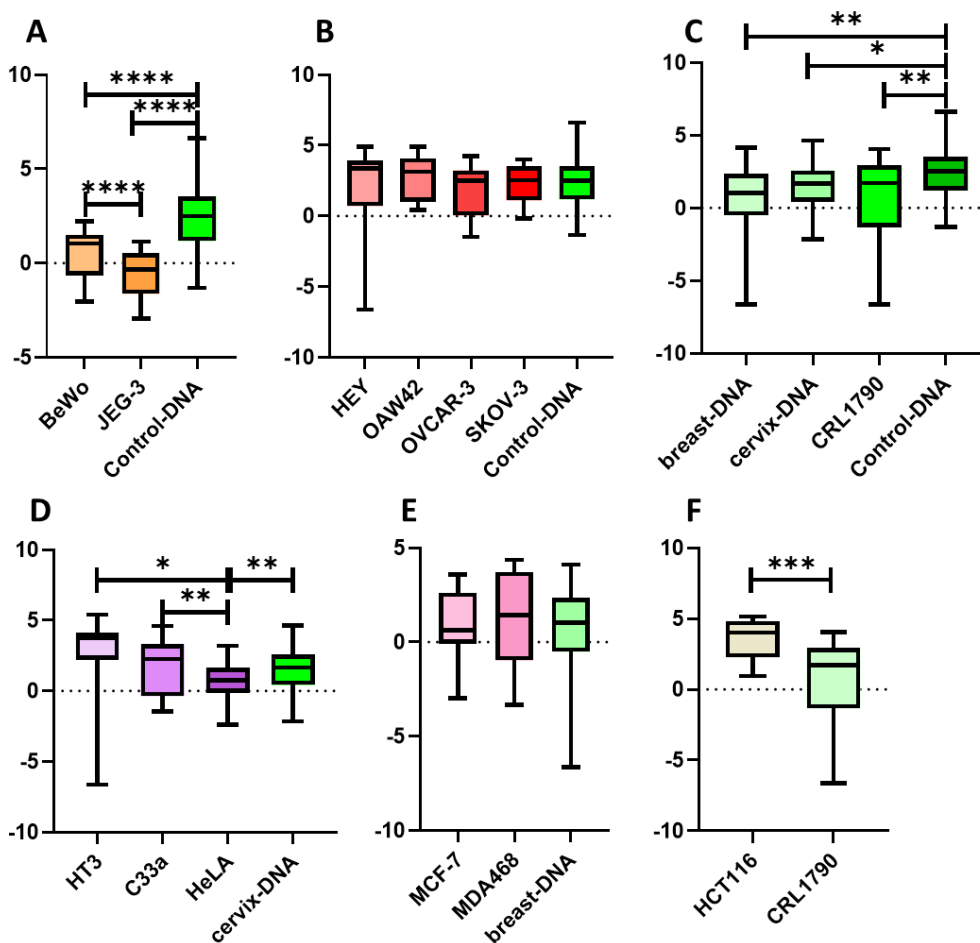 A
10
5
0
-5
****
****
****
BeWo
JEG-3
Control-DNA
B
10
5
0
-5
-10
HEY
OAW42
OVCAR-3
SKOV-3
Control-DNA
C
10
5
0
-5
-10
**
*
**
breast-DNA
cervix-DNA
CRL1790
Control-DNA
D
10
5
0
-5
-10
*
**
**
HT3
C33a
HeLA
cervix-DNA
E
5
0
-5
-10
MCF-7
MDA468
breast-DNA
F
10
5
0
-5
-10
***
HCT116
CRL1790